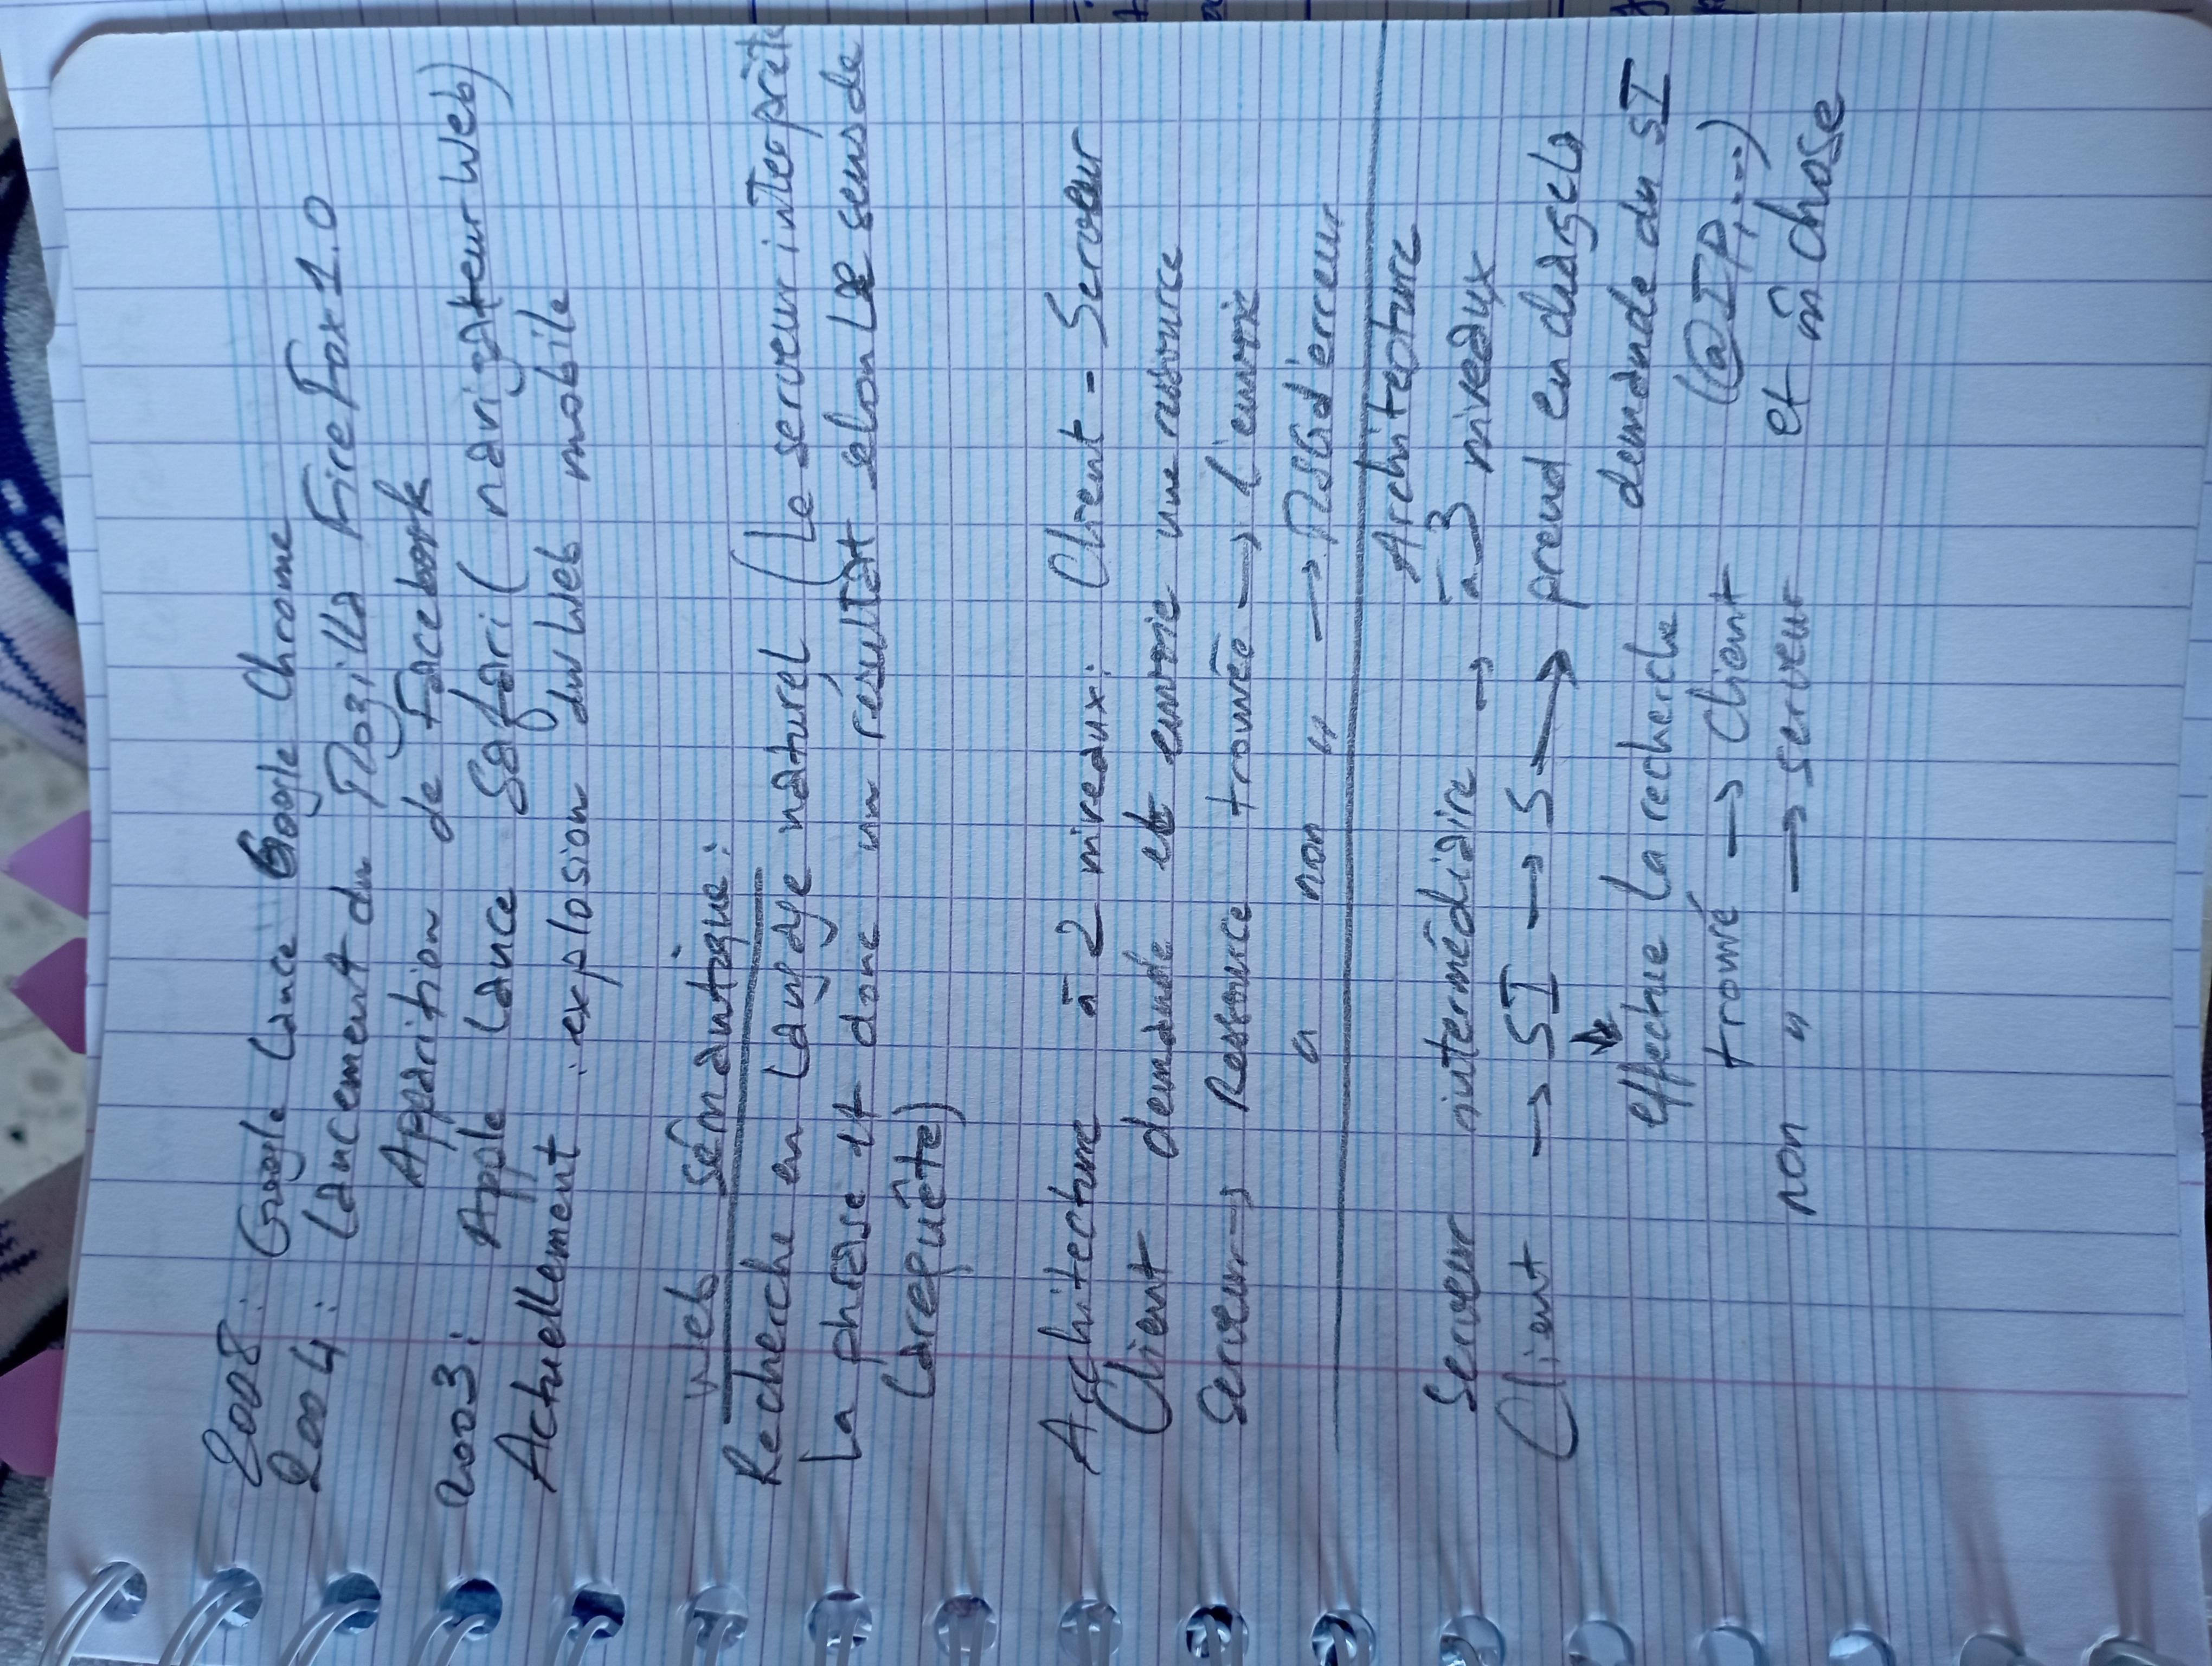 2008: Google Lance Google Chrome
2004: Lancement du Mozilla Firefox 1.0
Apparition de Facebook
2003: Apple Lance Safari (navigateur Web)
Actuellement : explosion du Web mobile
Web Sémantique:
Recherche en Langage naturel (Le serveur interprète
La phrase et donne un résultat selon le sens de
la requête)
Architecture à 2 niveaux: Client - Serveur
Client demande et envoie une ressource
Serveur → Ressource trouvée → l'envoie
" non " → Msg d'erreur
Architecture
Serveur intermédiaire → à 3 niveaux
Client → SI → S → prend en charge la
effectue la recherche demande du SI
trouvé → Client (@IP, ...)
non " → serveur et m̂ chose